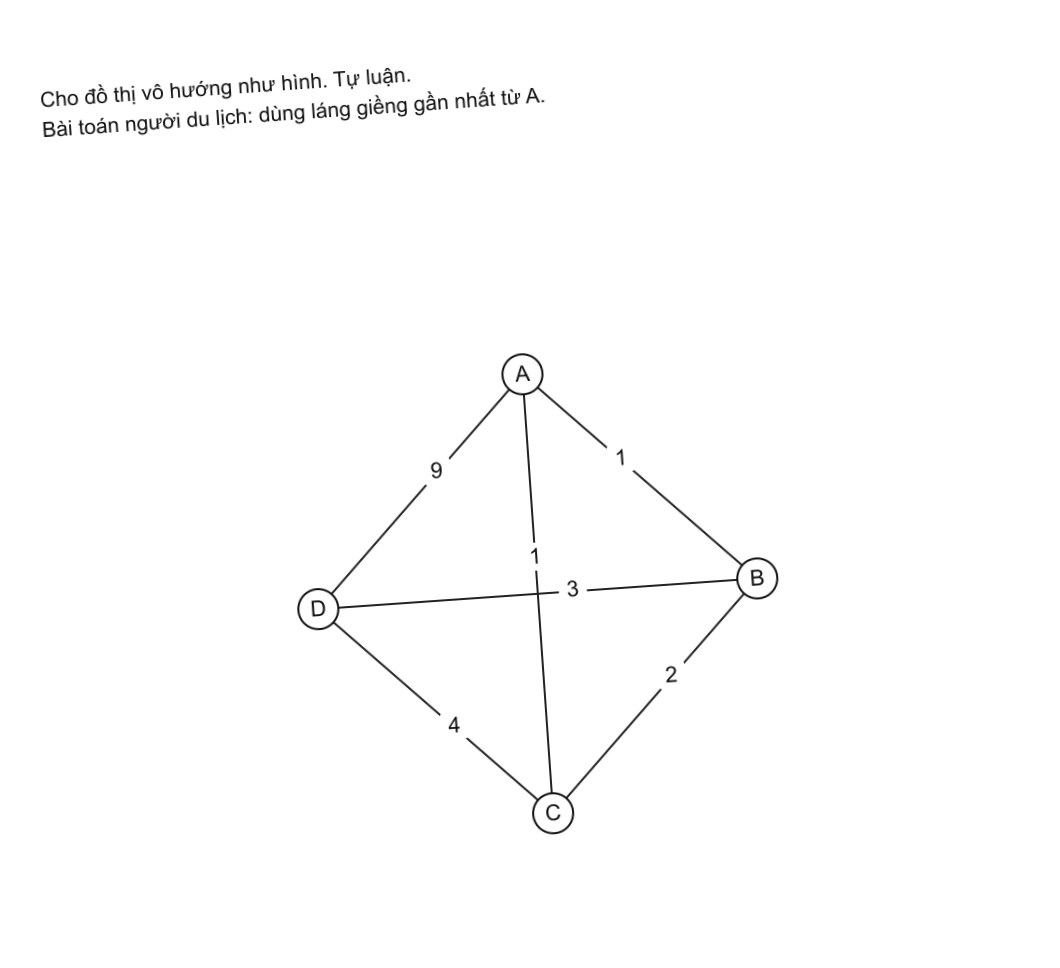 Cho đồ thị vô hướng như hình. Tự luận.
Bài toán người du lịch: dùng láng giềng gần nhất từ A.
A
9
1
1
3
B
D
2
4
C